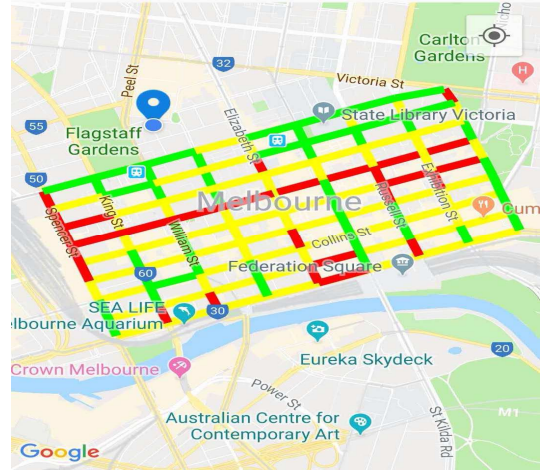 Carlton
Gardens
Nicho
32
Victoria St
Peel St
H
55
Flagstaff
Gardens
Elizabeth St
State Library Victoria
50
Melbourne
Spencer St
King St
William St
Russell St
Exhibition St
Cum
Collins St
60
Federation Square
SEA LIFE
elbourne Aquarium
30
Eureka Skydeck
20
Crown Melbourne
Power St
Australian Centre for
Contemporary Art
St Kilda Rd
M1
Google